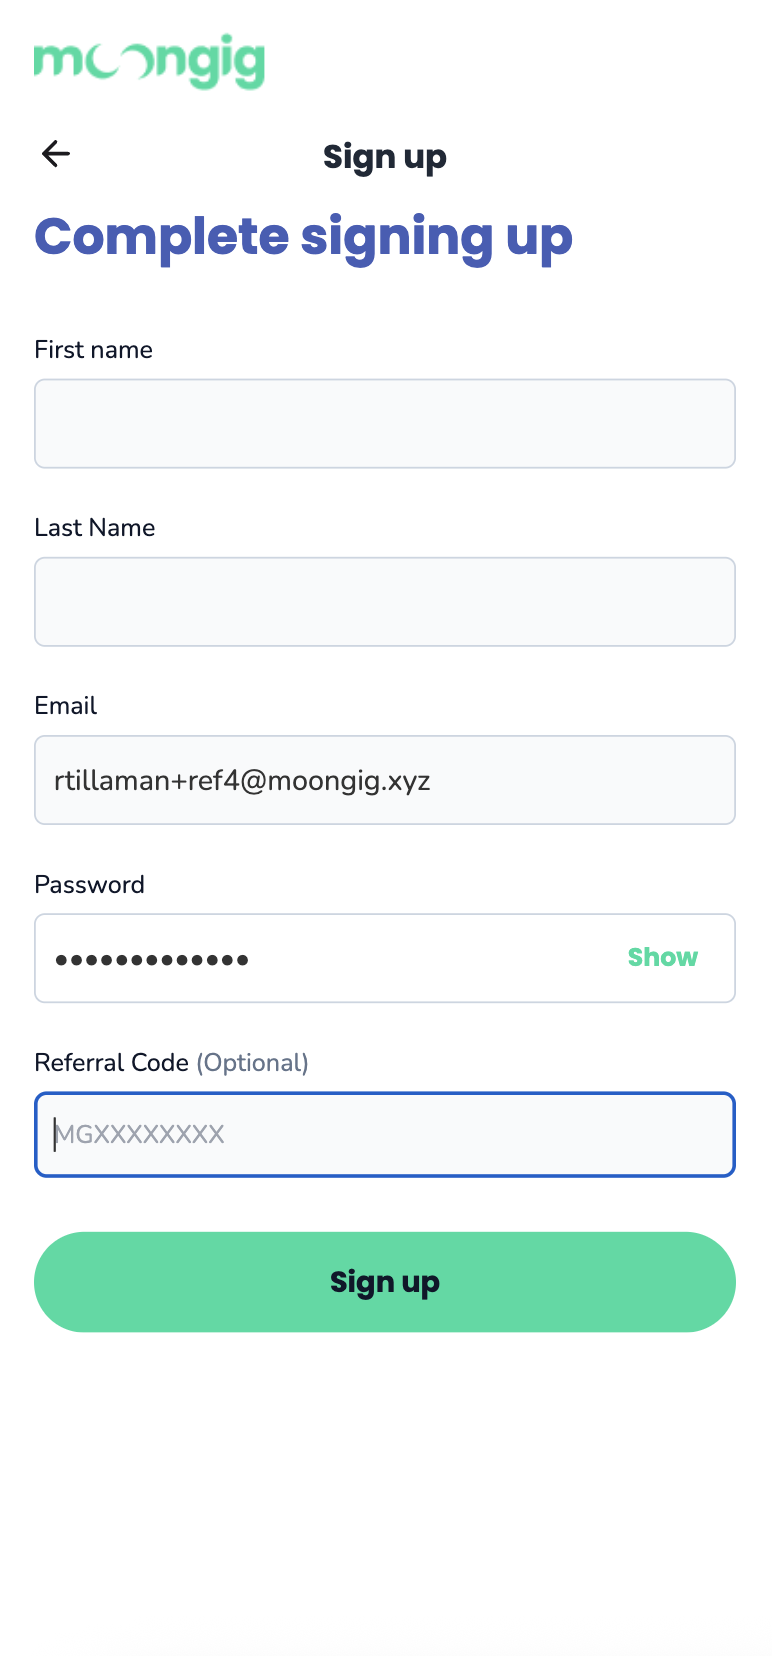 moongig
Sign up
Complete signing up
First name
Last Name
Email
rtillaman+ref4@moongig.xyz
Password
•••••••••••••
Show
Referral Code (Optional)
MGXXXXXXXX
Sign up